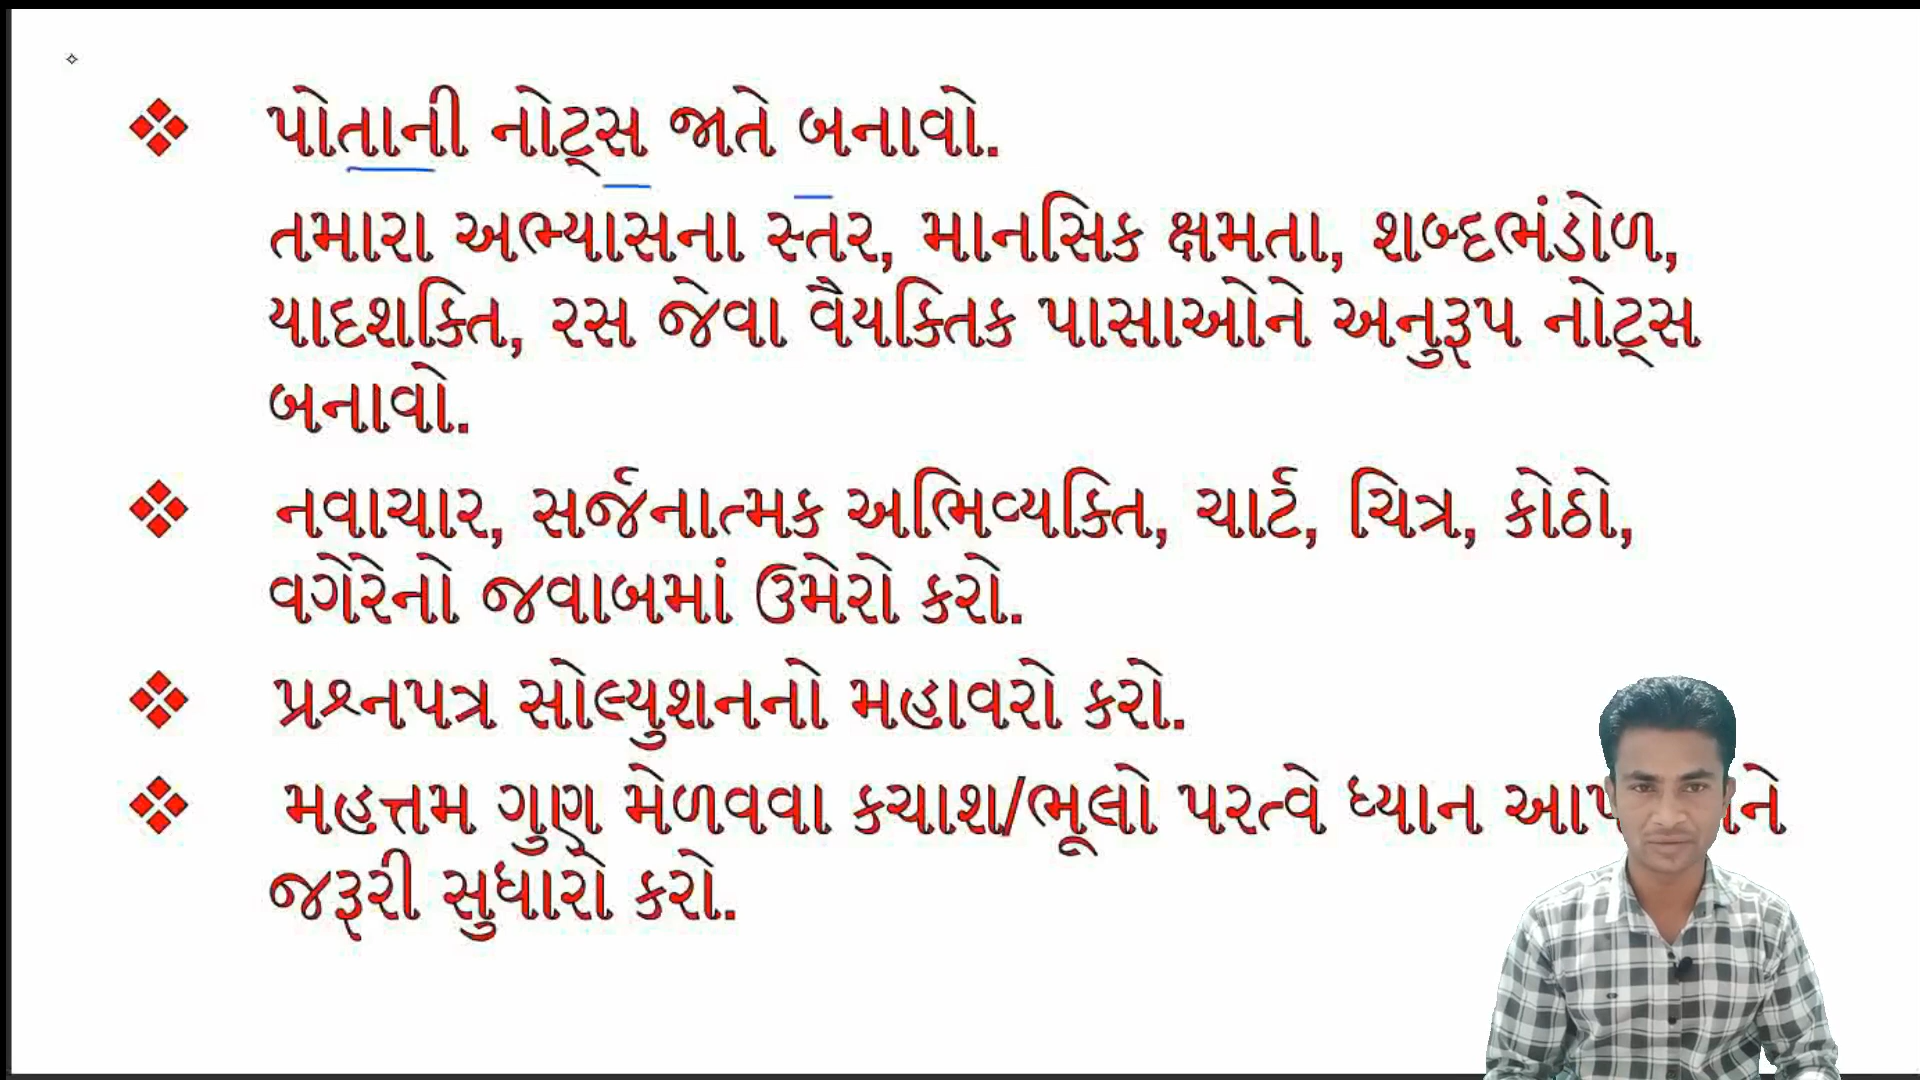 પોતાની નોટ્સ જાતે બનાવો.
તમારા અભ્યાસના સ્તર, માનસિક ક્ષમતા, શબ્દભંડોળ,
યાદશક્તિ, રસ જેવા વૈયક્તિક પાસાઓને અનુરૂપ નોટ્સ
બનાવો.
નવાચાર, સર્જનાત્મક અભિવ્યક્તિ, ચાર્ટ, ચિત્ર, કોઠો,
વગેરેનો જવાબમાં ઉમેરો કરો.
પ્રશ્નપત્ર સોલ્યુશનનો મહાવરો કરો.
મહત્તમ ગુણ મેળવવા કચાશ/ભૂલો પરત્વે ધ્યાન
જરૂરી સુધારો કરો.